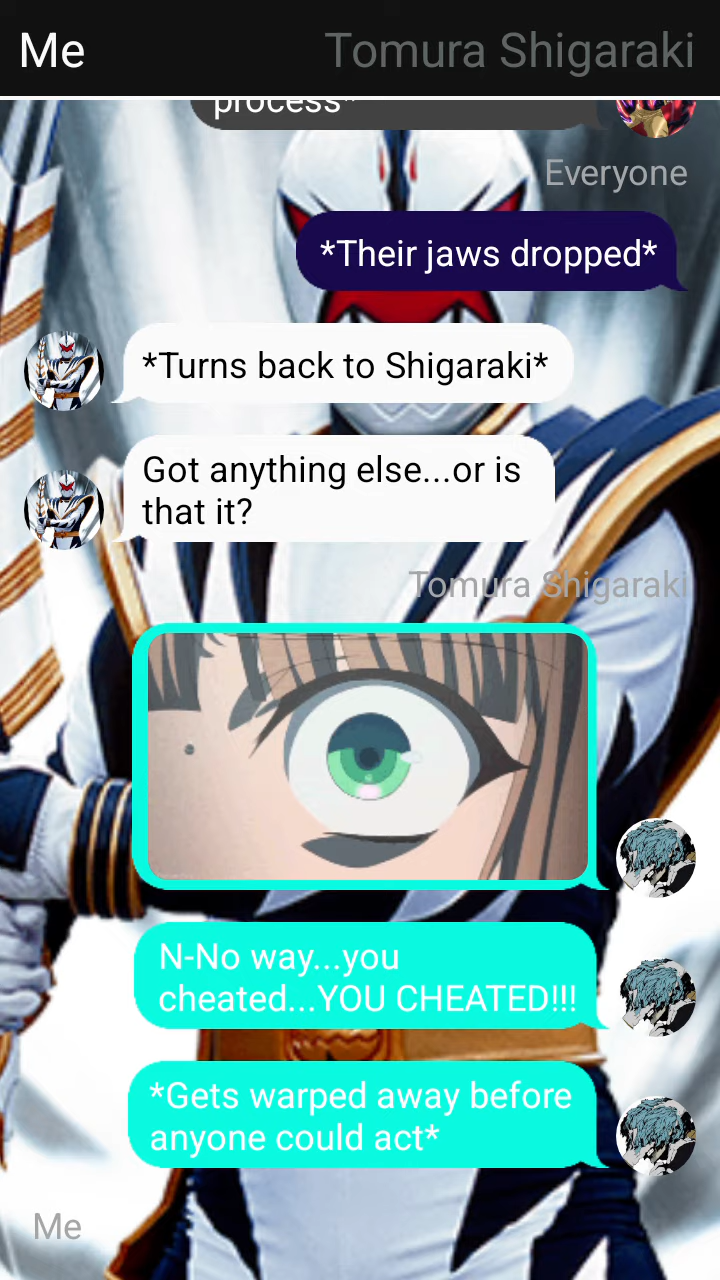 Me
Tomura Shigaraki
process*
Everyone
*Their jaws dropped*
*Turns back to Shigaraki*
Got anything else...or is
that it?
Tomura Shigaraki
N-No way...you
cheated...YOU CHEATED!!!
*Gets warped away before
anyone could act*
Me